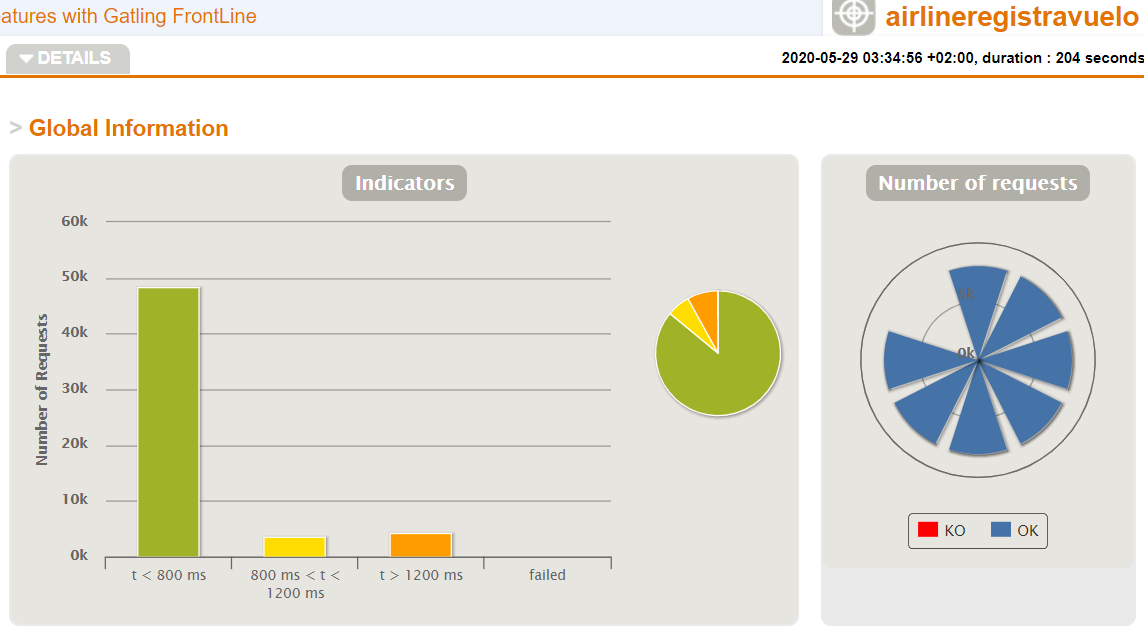 atures with Gatling FrontLine
airlineregistravuelo
DETAILS
2020-05-29 03:34:56 +02:00, duration : 204 seconds
> Global Information
Indicators
Number of Requests
60k
50k
40k
30k
20k
10k
0k
t < 800 ms
800 ms < t <
1200 ms
t > 1200 ms
failed
Number of requests
0k
KO
OK